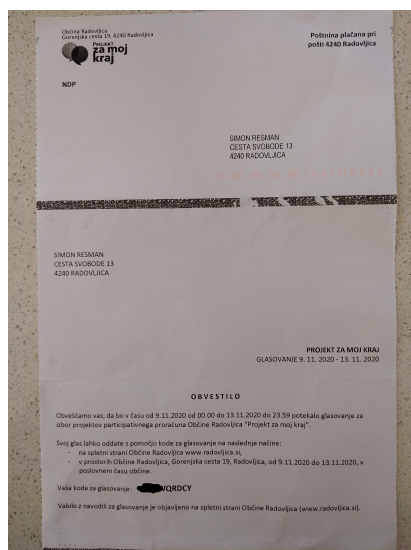 Občina Radovljica
Gorenjska cesta 19, 4240 Radovljica
PROJEKT
za moj
kraj
NDP
Poštnina plačana pri
pošti 4240 Radovljica
SIMON RESMAN
CESTA SVOBODE 13
4240 RADOVLJICA
SIMON RESMAN
CESTA SVOBODE 13
4240 RADOVLJICA
PROJEKT ZA MOJ KRAJ
GLASOVANJE 9. 11. 2020 - 13. 11. 2020
OBVESTILO
Obveščamo vas, da bo v času od 9.11.2020 od 00.00 do 13.11.2020 do 23.59 potekalo glasovanje za
izbor projektov participativnega proračuna Občine Radovljica "Projekt za moj kraj".
Svoj glas lahko oddate s pomočjo kode za glasovanje na naslednje načine:
- na spletni strani Občine Radovljica www.radovljica.si,
- v prostorih Občine Radovljica, Gorenjska cesta 19, Radovljica, od 9.11.2020 do 13.11.2020, v
poslovnem času občine.
Vaša koda za glasovanje: VQRDCY
Vabilo z navodili za glasovanje je objavljeno na spletni strani Občine Radovljica (www.radovljica.si).